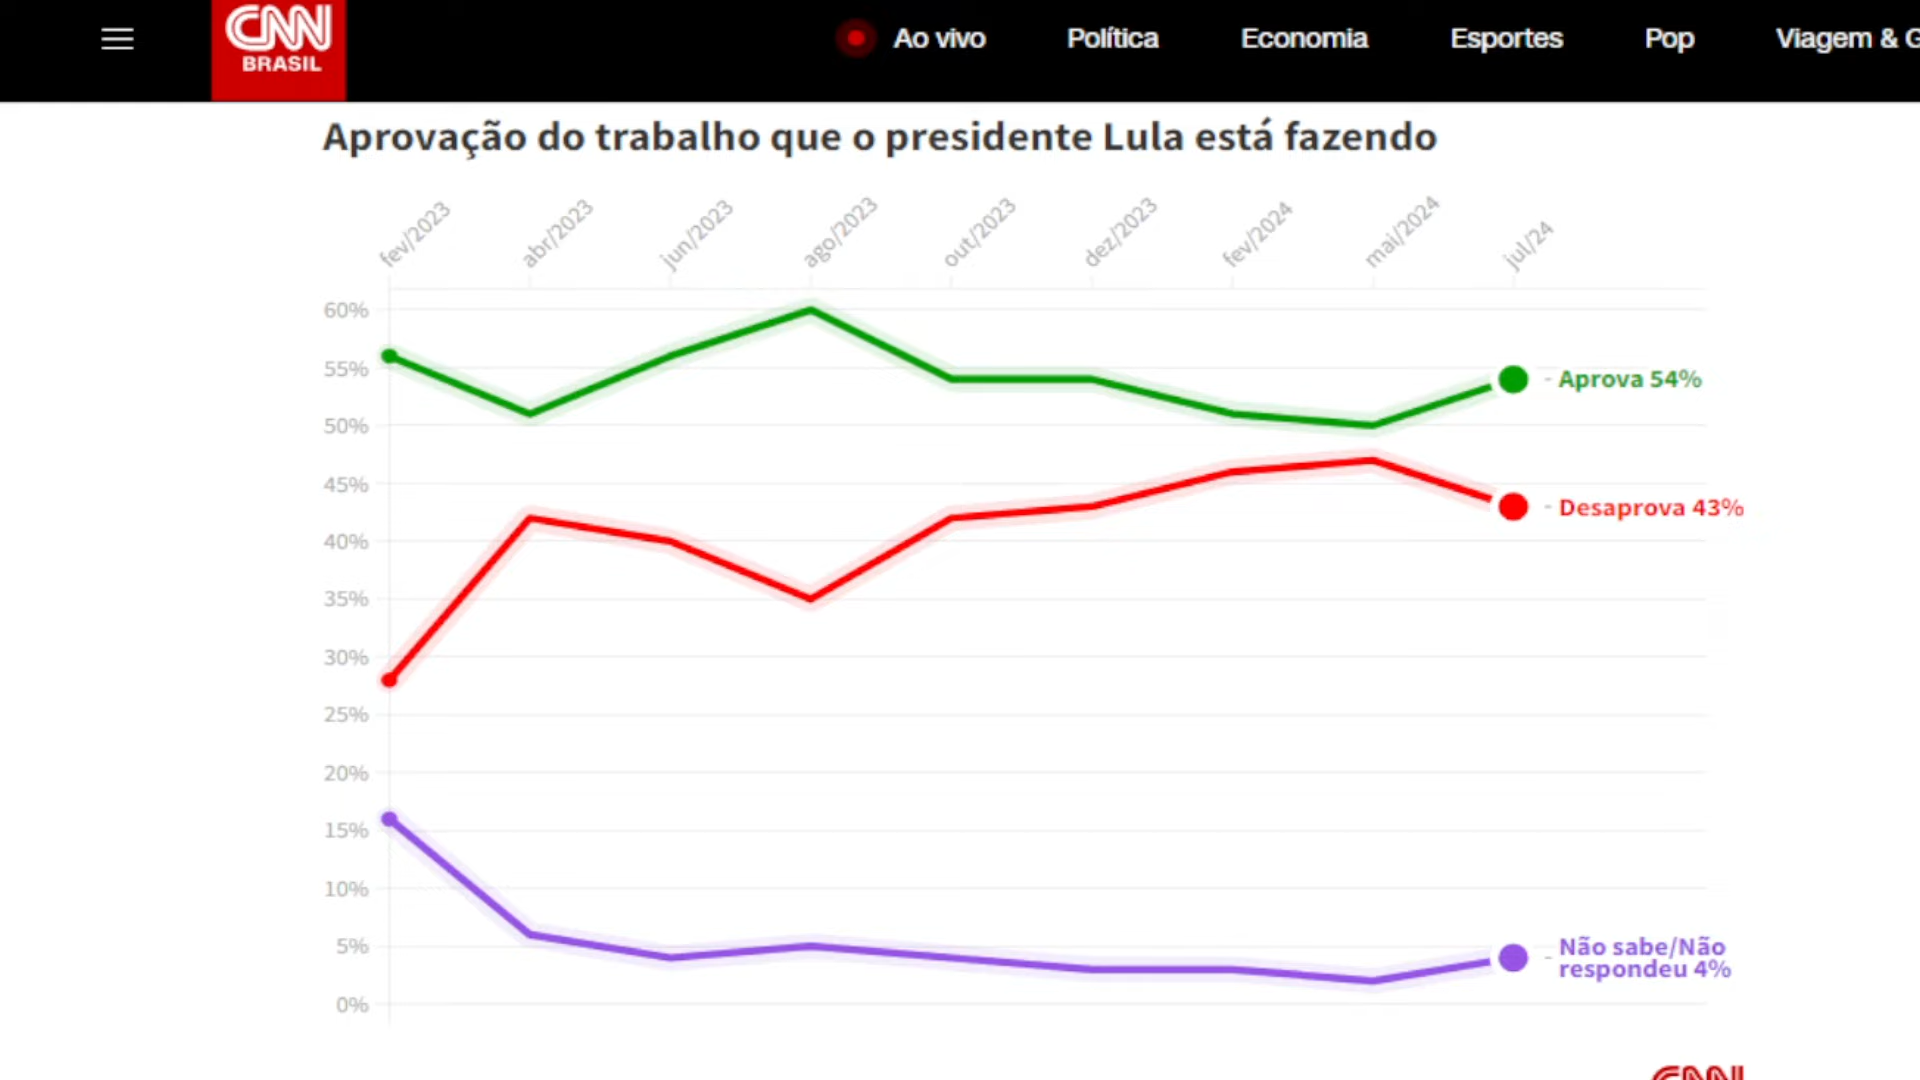 CNN
BRASIL
Ao vivo
Política
Economia
Esportes
Pop
Viagem & G
Aprovação do trabalho que o presidente Lula está fazendo
fev/2023
abr/2023
jun/2023
ago/2023
out/2023
dez/2023
fev/2024
mai/2024
jul/24
60%
55%
50%
45%
40%
35%
30%
25%
20%
15%
10%
5%
0%
Aprova 54%
Desaprova 43%
Não sabe/Não
respondeu 4%
CNN